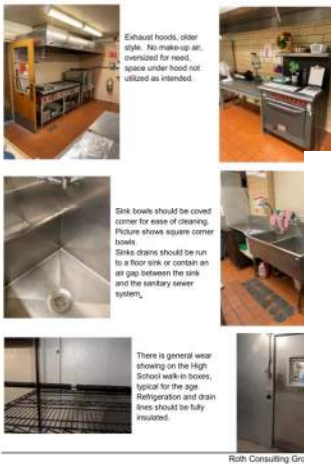 Exhaust hoods, older
style. No make-up air,
oversized for need,
space under hood not
utilized as intended.
Sink bowls should be coved
corner for ease of cleaning.
Picture shows square corner
bowls.
Sinks drains should be run
to a floor sink or contain an
air gap between the sink
and the sanitary sewer
system.
There is general wear
showing on the High
School walk-in boxes,
typical for the age.
Refrigeration and drain
lines should be fully
insulated.
Roth Consulting Gro